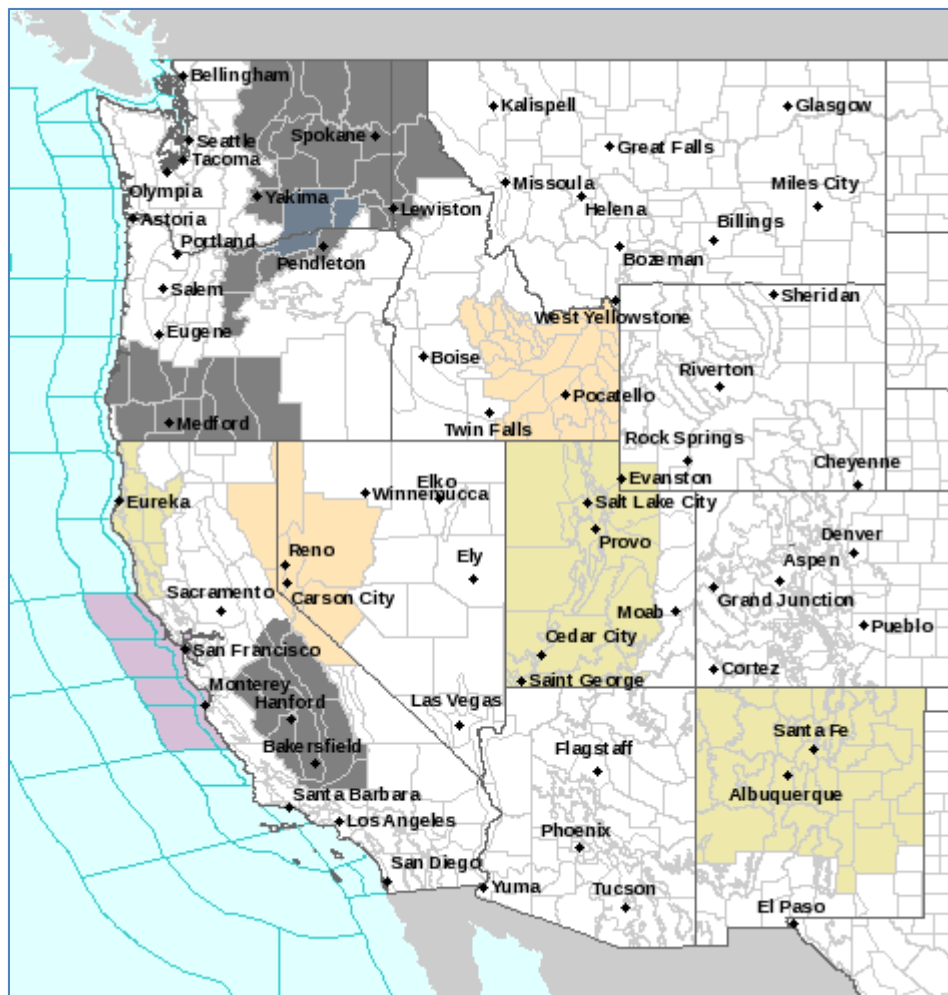 Bellingham
Kalispell
Glasgow
Spokane
Seattle
Great Falls
Tacoma
Missoula
Miles City
Olympia
Yakima
Helena
Lewiston
Astoria
Billings
Portland
Bozeman
Pendleton
Salem
Sheridan
West Yellowstone
Eugene
Boise
Riverton
Pocatello
Medford
Twin Falls
Rock Springs
Cheyenne
Elko
Evanston
Eureka
Winnemucca
Salt Lake City
Provo
Denver
Reno
Ely
Aspen
Sacramento
Carson City
Grand Junction
Moab
Pueblo
Cedar City
San Francisco
Cortez
Saint George
Monterey
Hanford
Las Vegas
Santa Fe
Bakersfield
Flagstaff
Albuquerque
Santa Barbara
Los Angeles
Phoenix
San Diego
Yuma
Tucson
El Paso